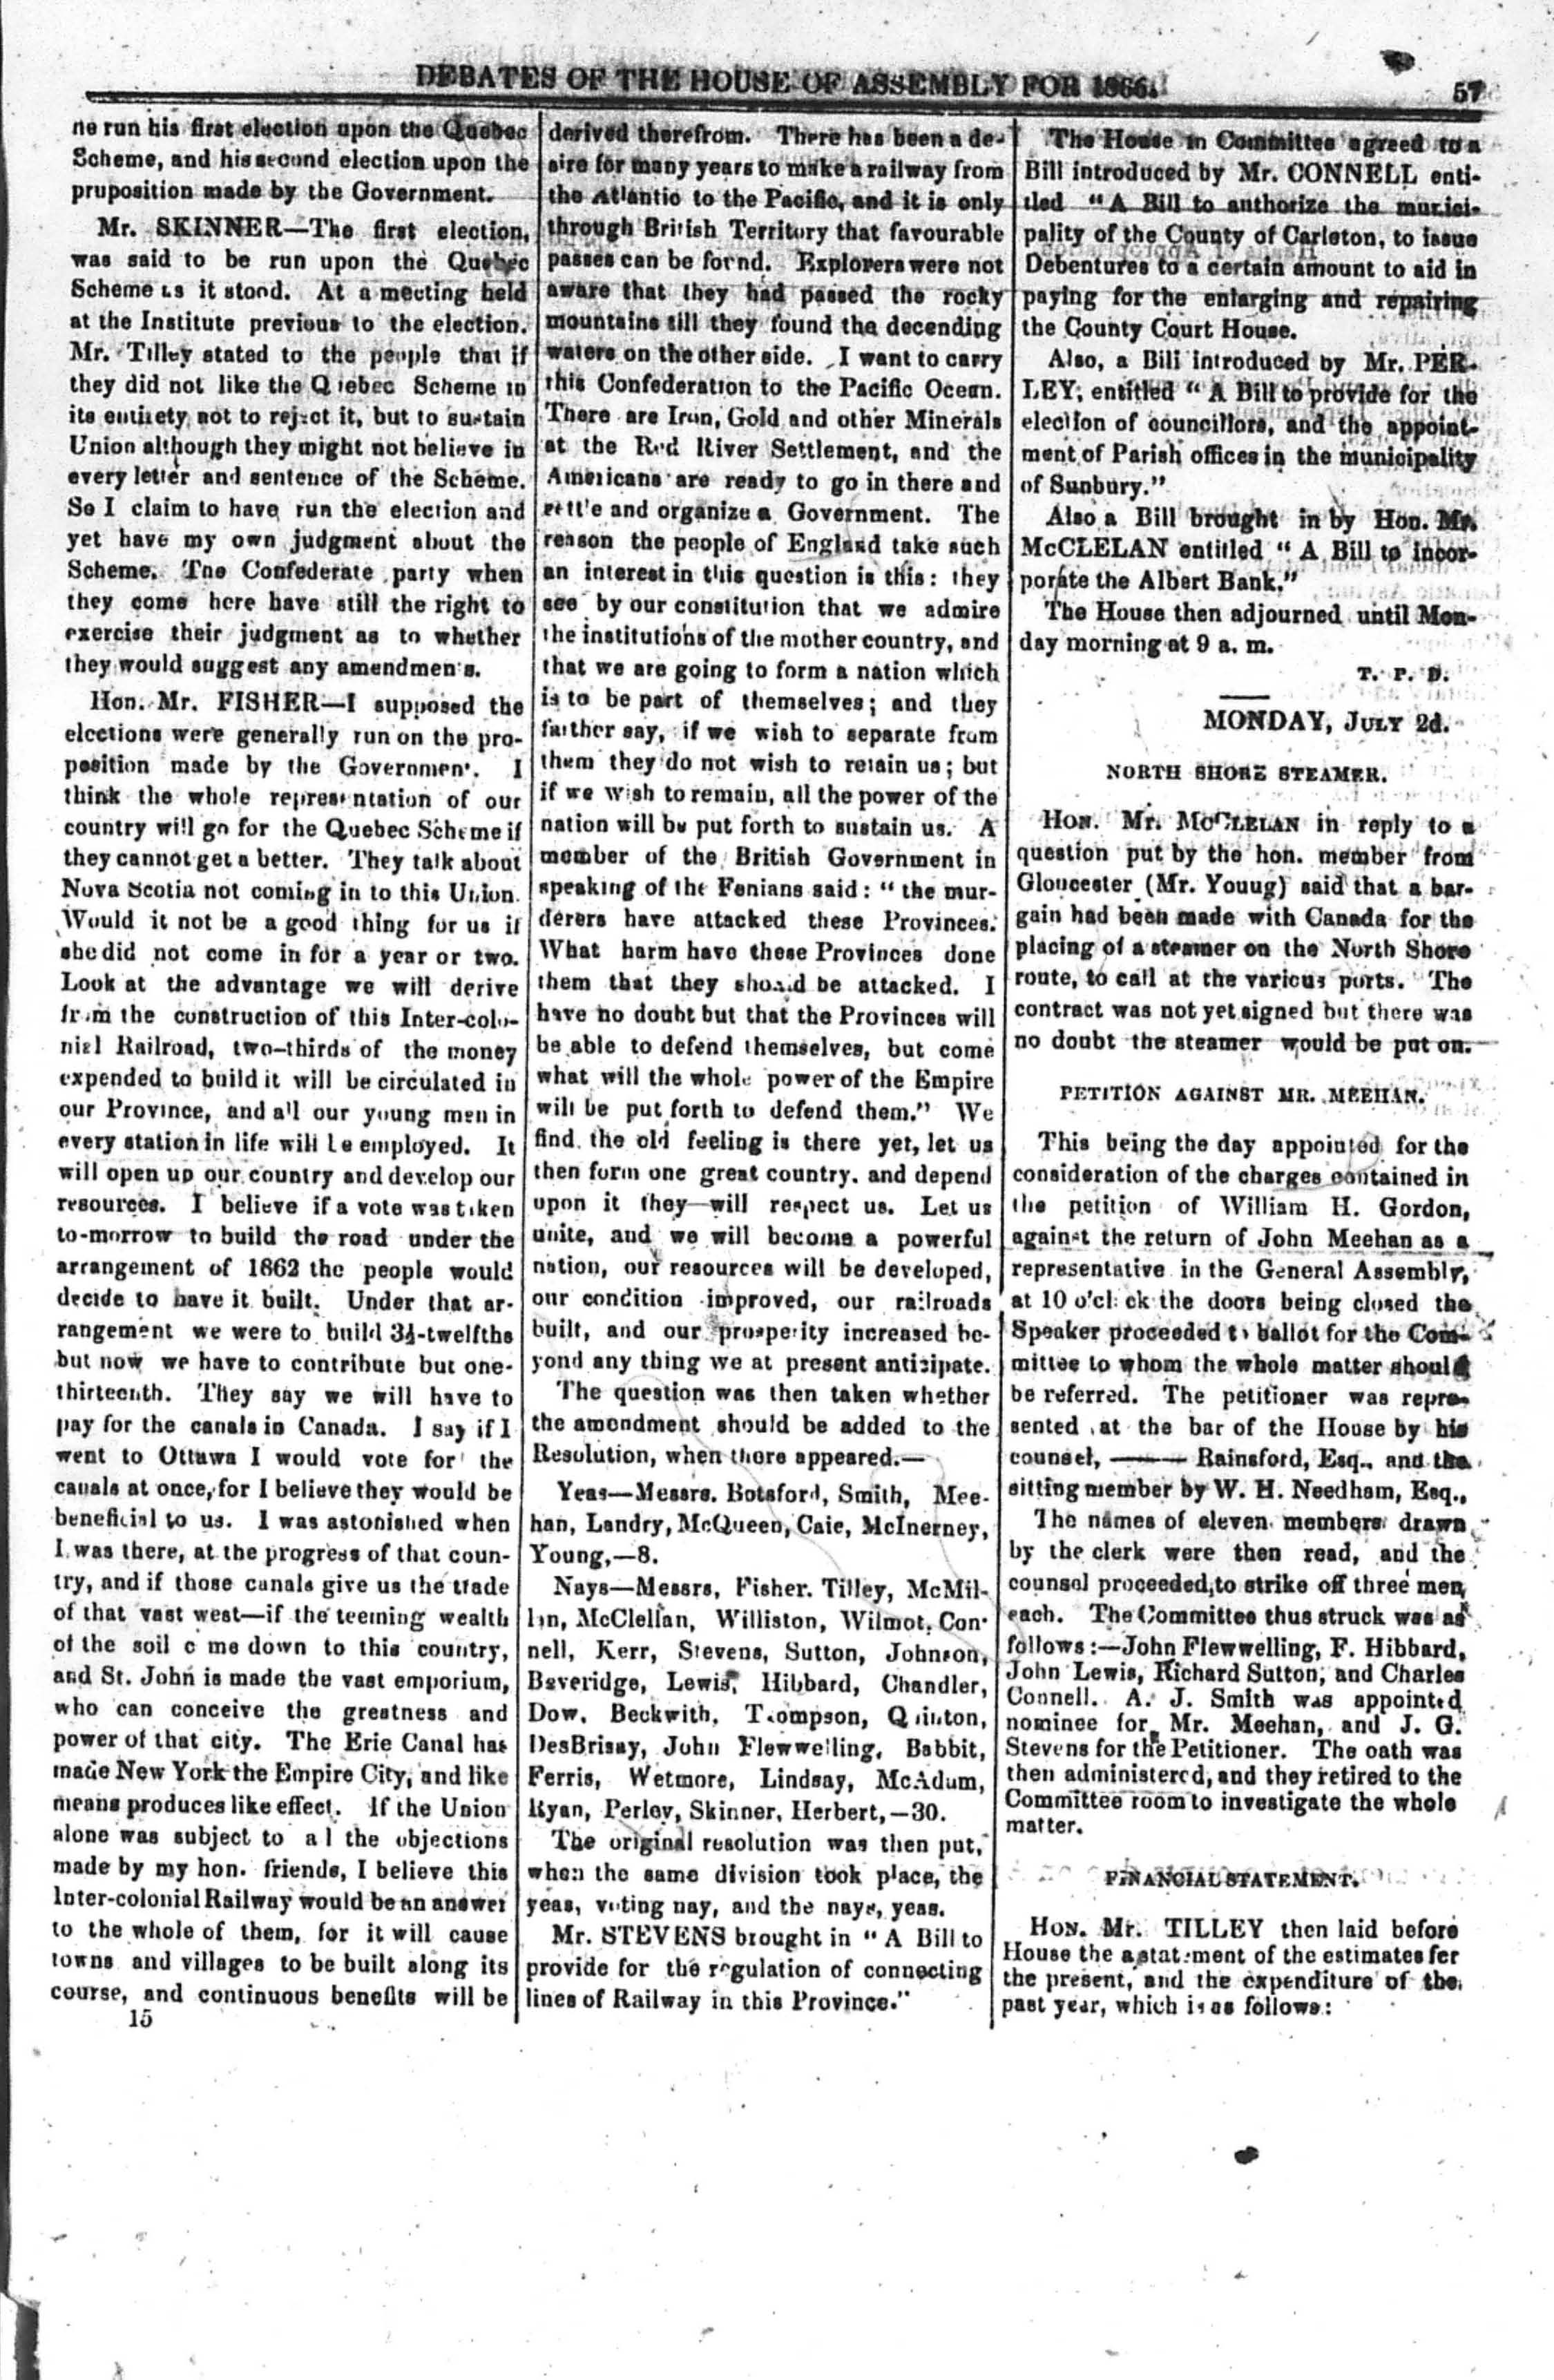 DEBATES OF THE HOUSE OF ASSEMBLY FOR 1866.
57
he run his first election upon the Quebec
Scheme, and his second election upon the
pruposition made by the Government.
Mr. SKINNER—The first election,
was said to be run upon the Quebec
Scheme as it stood. At a meeting held
at the Institute previous to the election.
Mr. Tilley stated to the people that if
they did not like the Quebec Scheme in
its entirety not to reject it, but to sustain
Union although they might not believe in
every letter and sentence of the Scheme.
So I claim to have run the election and
yet have my own judgment about the
Scheme. The Confederate party when
they come here have still the right to
exercise their judgment as to whether
they would suggest any amendmen's.
Hon. Mr. FISHER—I supposed the
elections were generally run on the pro-
position made by the Governmen'. I
think the whole representation of our
country will go for the Quebec Scheme if
they cannot get a better. They talk about
Nova Scotia not coming in to this Union.
Would it not be a good thing for us if
she did not come in for a year or two.
Look at the advantage we will derive
from the construction of this Inter-colo-
nial Railroad, two-thirds of the money
expended to build it will be circulated in
our Province, and all our young men in
every station in life will be employed. It
will open up our country and develop our
resources. I believe if a vote was taken
to-morrow to build the road under the
arrangement of 1862 the people would
decide to have it built. Under that ar-
rangement we were to build 3½-twelfths
but now we have to contribute but one-
thirteenth. They say we will have to
pay for the canals in Canada. I say if I
went to Ottawa I would vote for the
canals at once, for I believe they would be
beneficial to us. I was astonished when
I was there, at the progress of that coun-
try, and if those canals give us the trade
of that vast west—if the teeming wealth
of the soil come down to this country,
and St. John is made the vast emporium,
who can conceive the greatness and
power of that city. The Erie Canal has
made New York the Empire City, and like
means produces like effect. If the Union
alone was subject to all the objections
made by my hon. friends, I believe this
Inter-colonial Railway would be an answer
to the whole of them, for it will cause
towns and villages to be built along its
course, and continuous benefits will be
15
derived therefrom. There has been a de-
sire for many years to make a railway from
the Atlantic to the Pacific, and it is only
through British Territory that favourable
passes can be fornd. Explorers were not
aware that they had passed the rocky
mountains till they found the decending
waters on the other side. I want to carry
this Confederation to the Pacific Ocean.
There are Iron, Gold and other Minerals
at the Red River Settlement, and the
Americans are ready to go in there and
settle and organize a Government. The
reason the people of England take such
an interest in this question is this: they
see by our constitution that we admire
the institutions of the mother country, and
that we are going to form a nation which
is to be part of themselves; and they
farther say, if we wish to separate from
them they do not wish to retain us; but
if we wish to remain, all the power of the
nation will be put forth to sustain us. A
member of the British Government in
speaking of the Fenians said: "the mur-
derers have attacked these Provinces.
What harm have these Provinces done
them that they should be attacked. I
have no doubt but that the Provinces will
be able to defend themselves, but come
what will the whole power of the Empire
will be put forth to defend them." We
find the old feeling is there yet, let us
then form one great country. and depend
upon it they will respect us. Let us
unite, and we will become a powerful
nation, our resources will be developed,
our condition improved, our railroads
built, and our prosperity increased be-
yond any thing we at present anticipate.
The question was then taken whether
the amendment should be added to the
Resolution, when there appeared.—
Yeas—Messrs. Botsford, Smith, Mee-
han, Landry, McQueen, Caie, McInerney,
Young,—8.
Nays—Messrs, Fisher. Tilley, McMil-
lan, McClellan, Williston, Wilmot, Con-
nell, Kerr, Stevens, Sutton, Johnson,
Beveridge, Lewis, Hibbard, Chandler,
Dow, Beckwith, Thompson, Quinton,
DesBrisay, John Flewwelling, Babbit,
Ferris, Wetmore, Lindsay, McAdum,
Ryan, Perley, Skinner, Herbert,—30.
The original resolution was then put,
when the same division took place, the
yeas, voting nay, and the nays, yeas.
Mr. STEVENS brought in "A Bill to
provide for the regulation of connecting
lines of Railway in this Province."
The House in Committee agreed to a
Bill introduced by Mr. CONNELL enti-
tled "A Bill to authorize the munici-
pality of the County of Carleton, to issue
Debentures to a certain amount to aid in
paying for the enlarging and repairing
the County Court House.
Also, a Bill introduced by Mr. PER-
LEY, entitled "A Bill to provide for the
election of councillors, and the appoint-
ment of Parish offices in the municipality
of Sunbury."
Also a Bill brought in by Hon. Mr.
McCLELAN entitled "A Bill to incor-
porate the Albert Bank."
The House then adjourned until Mon-
day morning at 9 a. m.
T. P. D.
MONDAY, JULY 2d.
NORTH SHORE STEAMER.
HON. Mr. McCLELAN in reply to a
question put by the hon. member from
Gloucester (Mr. Youug) said that a bar-
gain had been made with Canada for the
placing of a steamer on the North Shore
route, to call at the various ports. The
contract was not yet signed but there was
no doubt the steamer would be put on.
PETITION AGAINST MR. MEEHAN.
This being the day appointed for the
consideration of the charges contained in
the petition of William H. Gordon,
against the return of John Meehan as a
representative in the General Assembly,
at 10 o'clock the doors being closed the
Speaker proceeded to ballot for the Com-
mittee to whom the whole matter should
be referred. The petitioner was repre-
sented at the bar of the House by his
counsel, ——— Rainsford, Esq., and the
sitting member by W. H. Needham, Esq.,
The names of eleven members drawn
by the clerk were then read, and the
counsel proceeded to strike off three men
each. The Committee thus struck was as
follows:—John Flewwelling, F. Hibbard,
John Lewis, Richard Sutton, and Charles
Connell. A. J. Smith was appointed
nominee for Mr. Meehan, and J. G.
Stevens for the Petitioner. The oath was
then administered, and they retired to the
Committee room to investigate the whole
matter.
FINANCIAL STATEMENT.
HON. Mr. TILLEY then laid before
House the a statement of the estimates fer
the present, and the expenditure of the
past year, which is as follows: